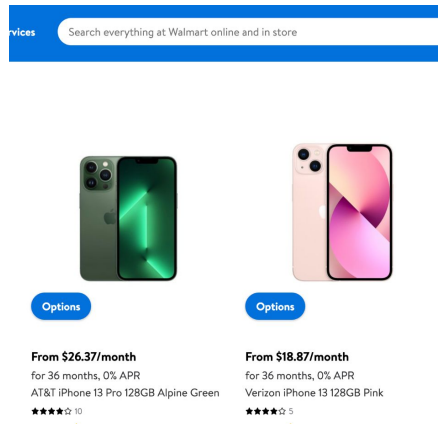 rvices
Search everything at Walmart online and in store
Options
From $26.37/month
for 36 months, 0% APR
AT&T iPhone 13 Pro 128GB Alpine Green
★★★★☆ 10
Options
From $18.87/month
for 36 months, 0% APR
Verizon iPhone 13 128GB Pink
★★★★☆ 5